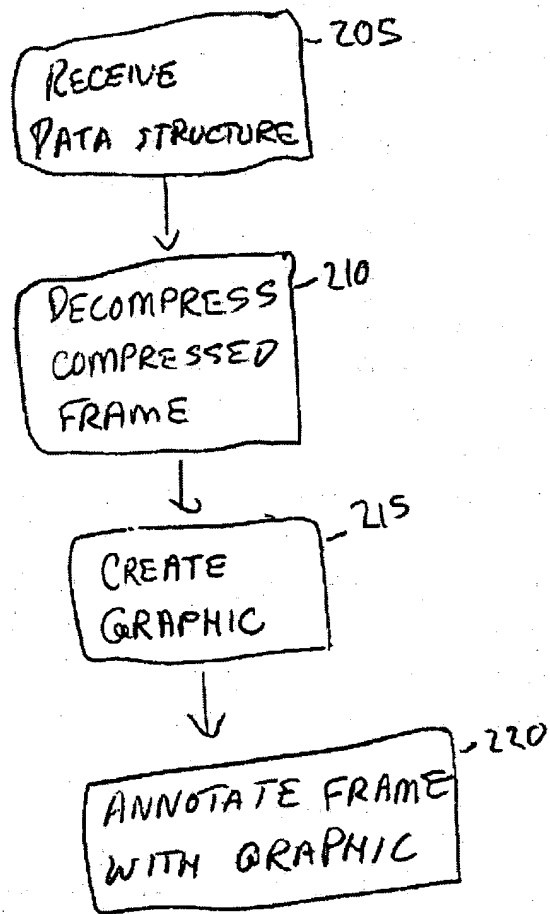 205
RECEIVE
DATA STRUCTURE
210
DECOMPRESS
COMPRESSED
FRAME
215
CREATE
GRAPHIC
220
ANNOTATE FRAME
WITH GRAPHIC